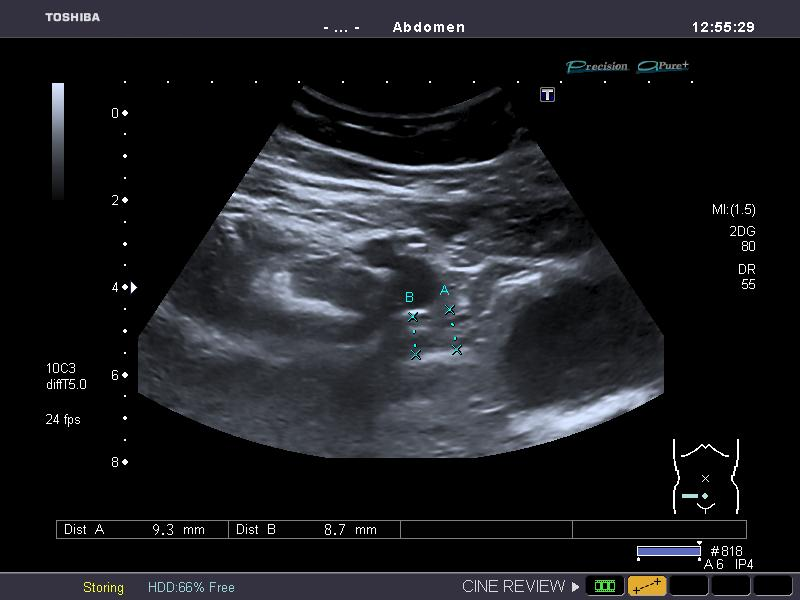 TOSHIBA
- ... - Abdomen 12:55:29
Precision APure+
T
0
2
4
6
8
MI:(1.5)
2DG
80
DR
55
B A
10C3
diffT5.0
24 fps
Dist A 9.3 mm Dist B 8.7 mm
#818
A 6 IP4
Storing HDD:66% Free CINE REVIEW